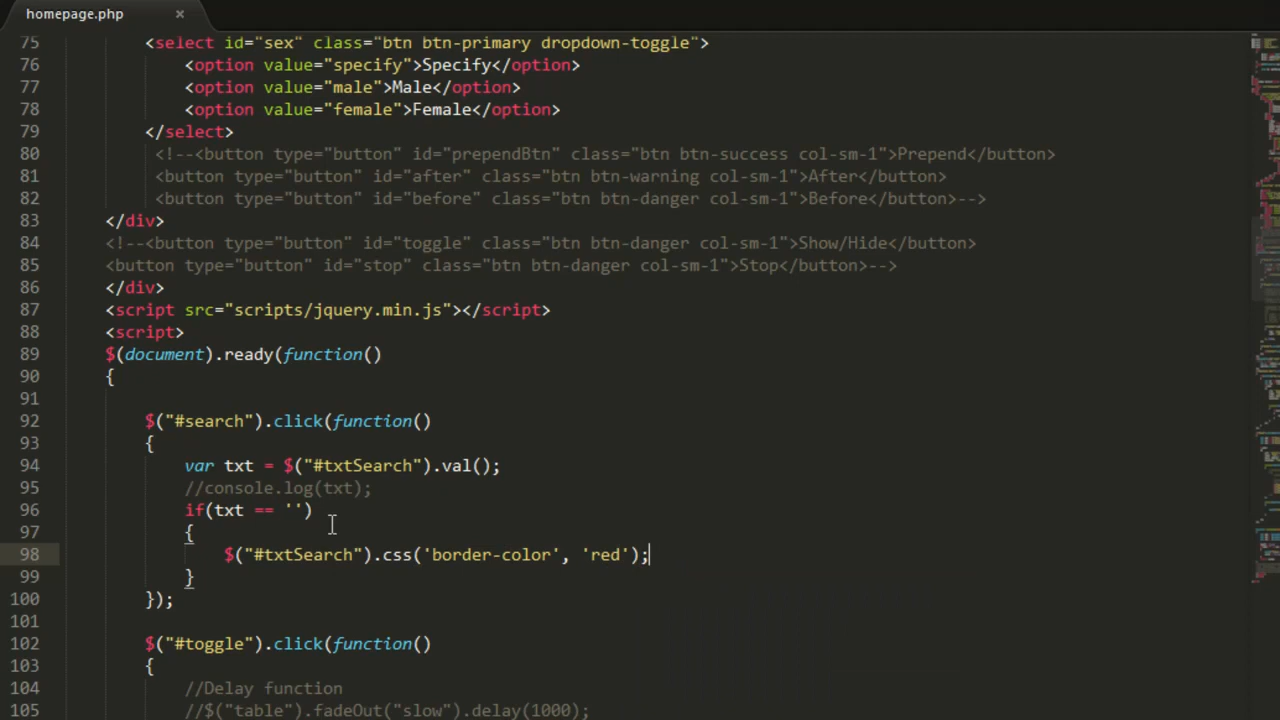 homepage.php ×
75 <select id="sex" class="btn btn-primary dropdown-toggle">
76 <option value="specify">Specify</option>
77 <option value="male">Male</option>
78 <option value="female">Female</option>
79 </select>
80 <!--<button type="button" id="prependBtn" class="btn btn-success col-sm-1">Prepend</button>
81 <button type="button" id="after" class="btn btn-warning col-sm-1">After</button>
82 <button type="button" id="before" class="btn btn-danger col-sm-1">Before</button>-->
83 </div>
84 <!--<button type="button" id="toggle" class="btn btn-danger col-sm-1">Show/Hide</button>
85 <button type="button" id="stop" class="btn btn-danger col-sm-1">Stop</button>-->
86 </div>
87 <script src="scripts/jquery.min.js"></script>
88 <script>
89 $(document).ready(function()
90 {
91
92 $("#search").click(function()
93 {
94 var txt = $("#txtSearch").val();
95 //console.log(txt);
96 if(txt == '')
97 {
98 $("#txtSearch").css('border-color', 'red');
99 }
100 });
101
102 $("#toggle").click(function()
103 {
104 //Delay function
105 //$("table").fadeOut("slow").delay(1000);